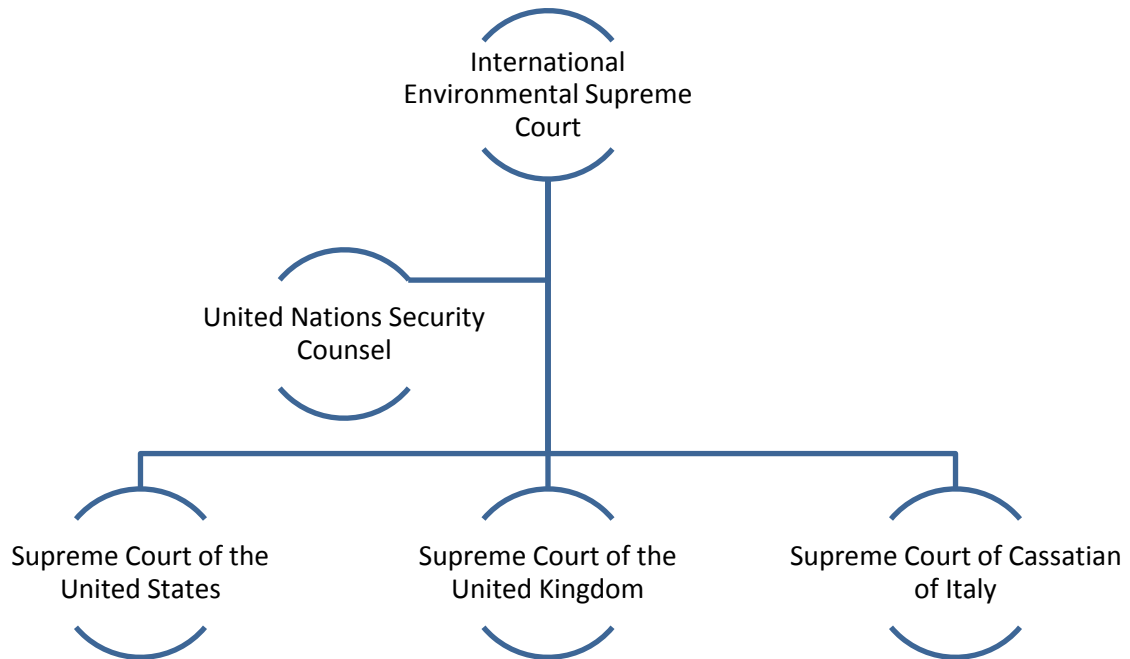 International
Environmental Supreme
Court
United Nations Security
Counsel
Supreme Court of the
United States
Supreme Court of the
United Kingdom
Supreme Court of Cassatian
of Italy